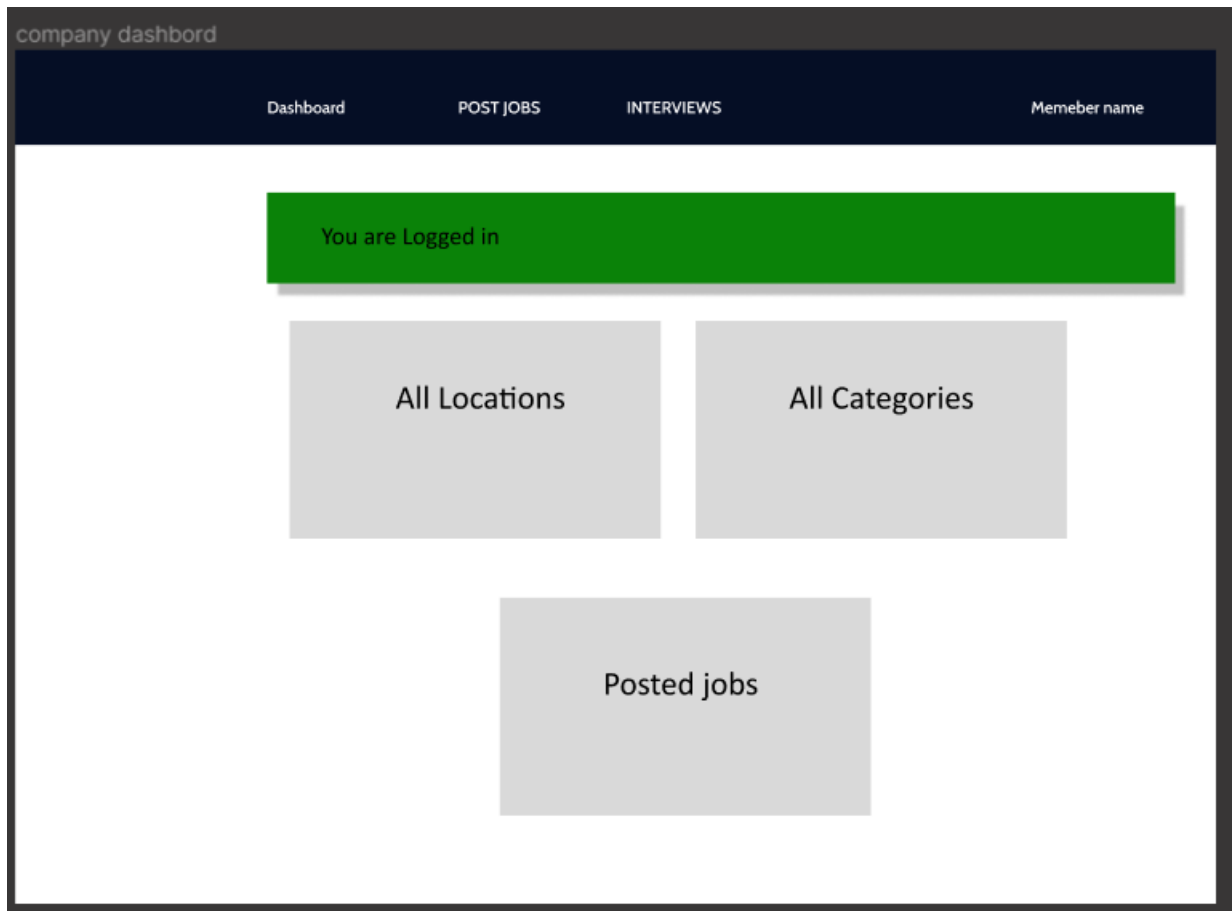 company dashbord
Dashboard POST JOBS INTERVIEWS Memeber name
You are Logged in
All Locations All Categories
Posted jobs